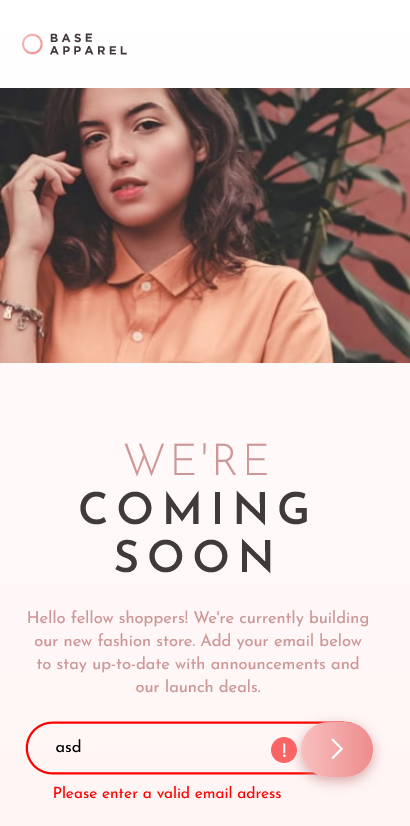 BASE
APPAREL
WE'RE
COMING
SOON
Hello fellow shoppers! We're currently building
our new fashion store. Add your email below
to stay up-to-date with announcements and
our launch deals.
asd
!
Please enter a valid email adress